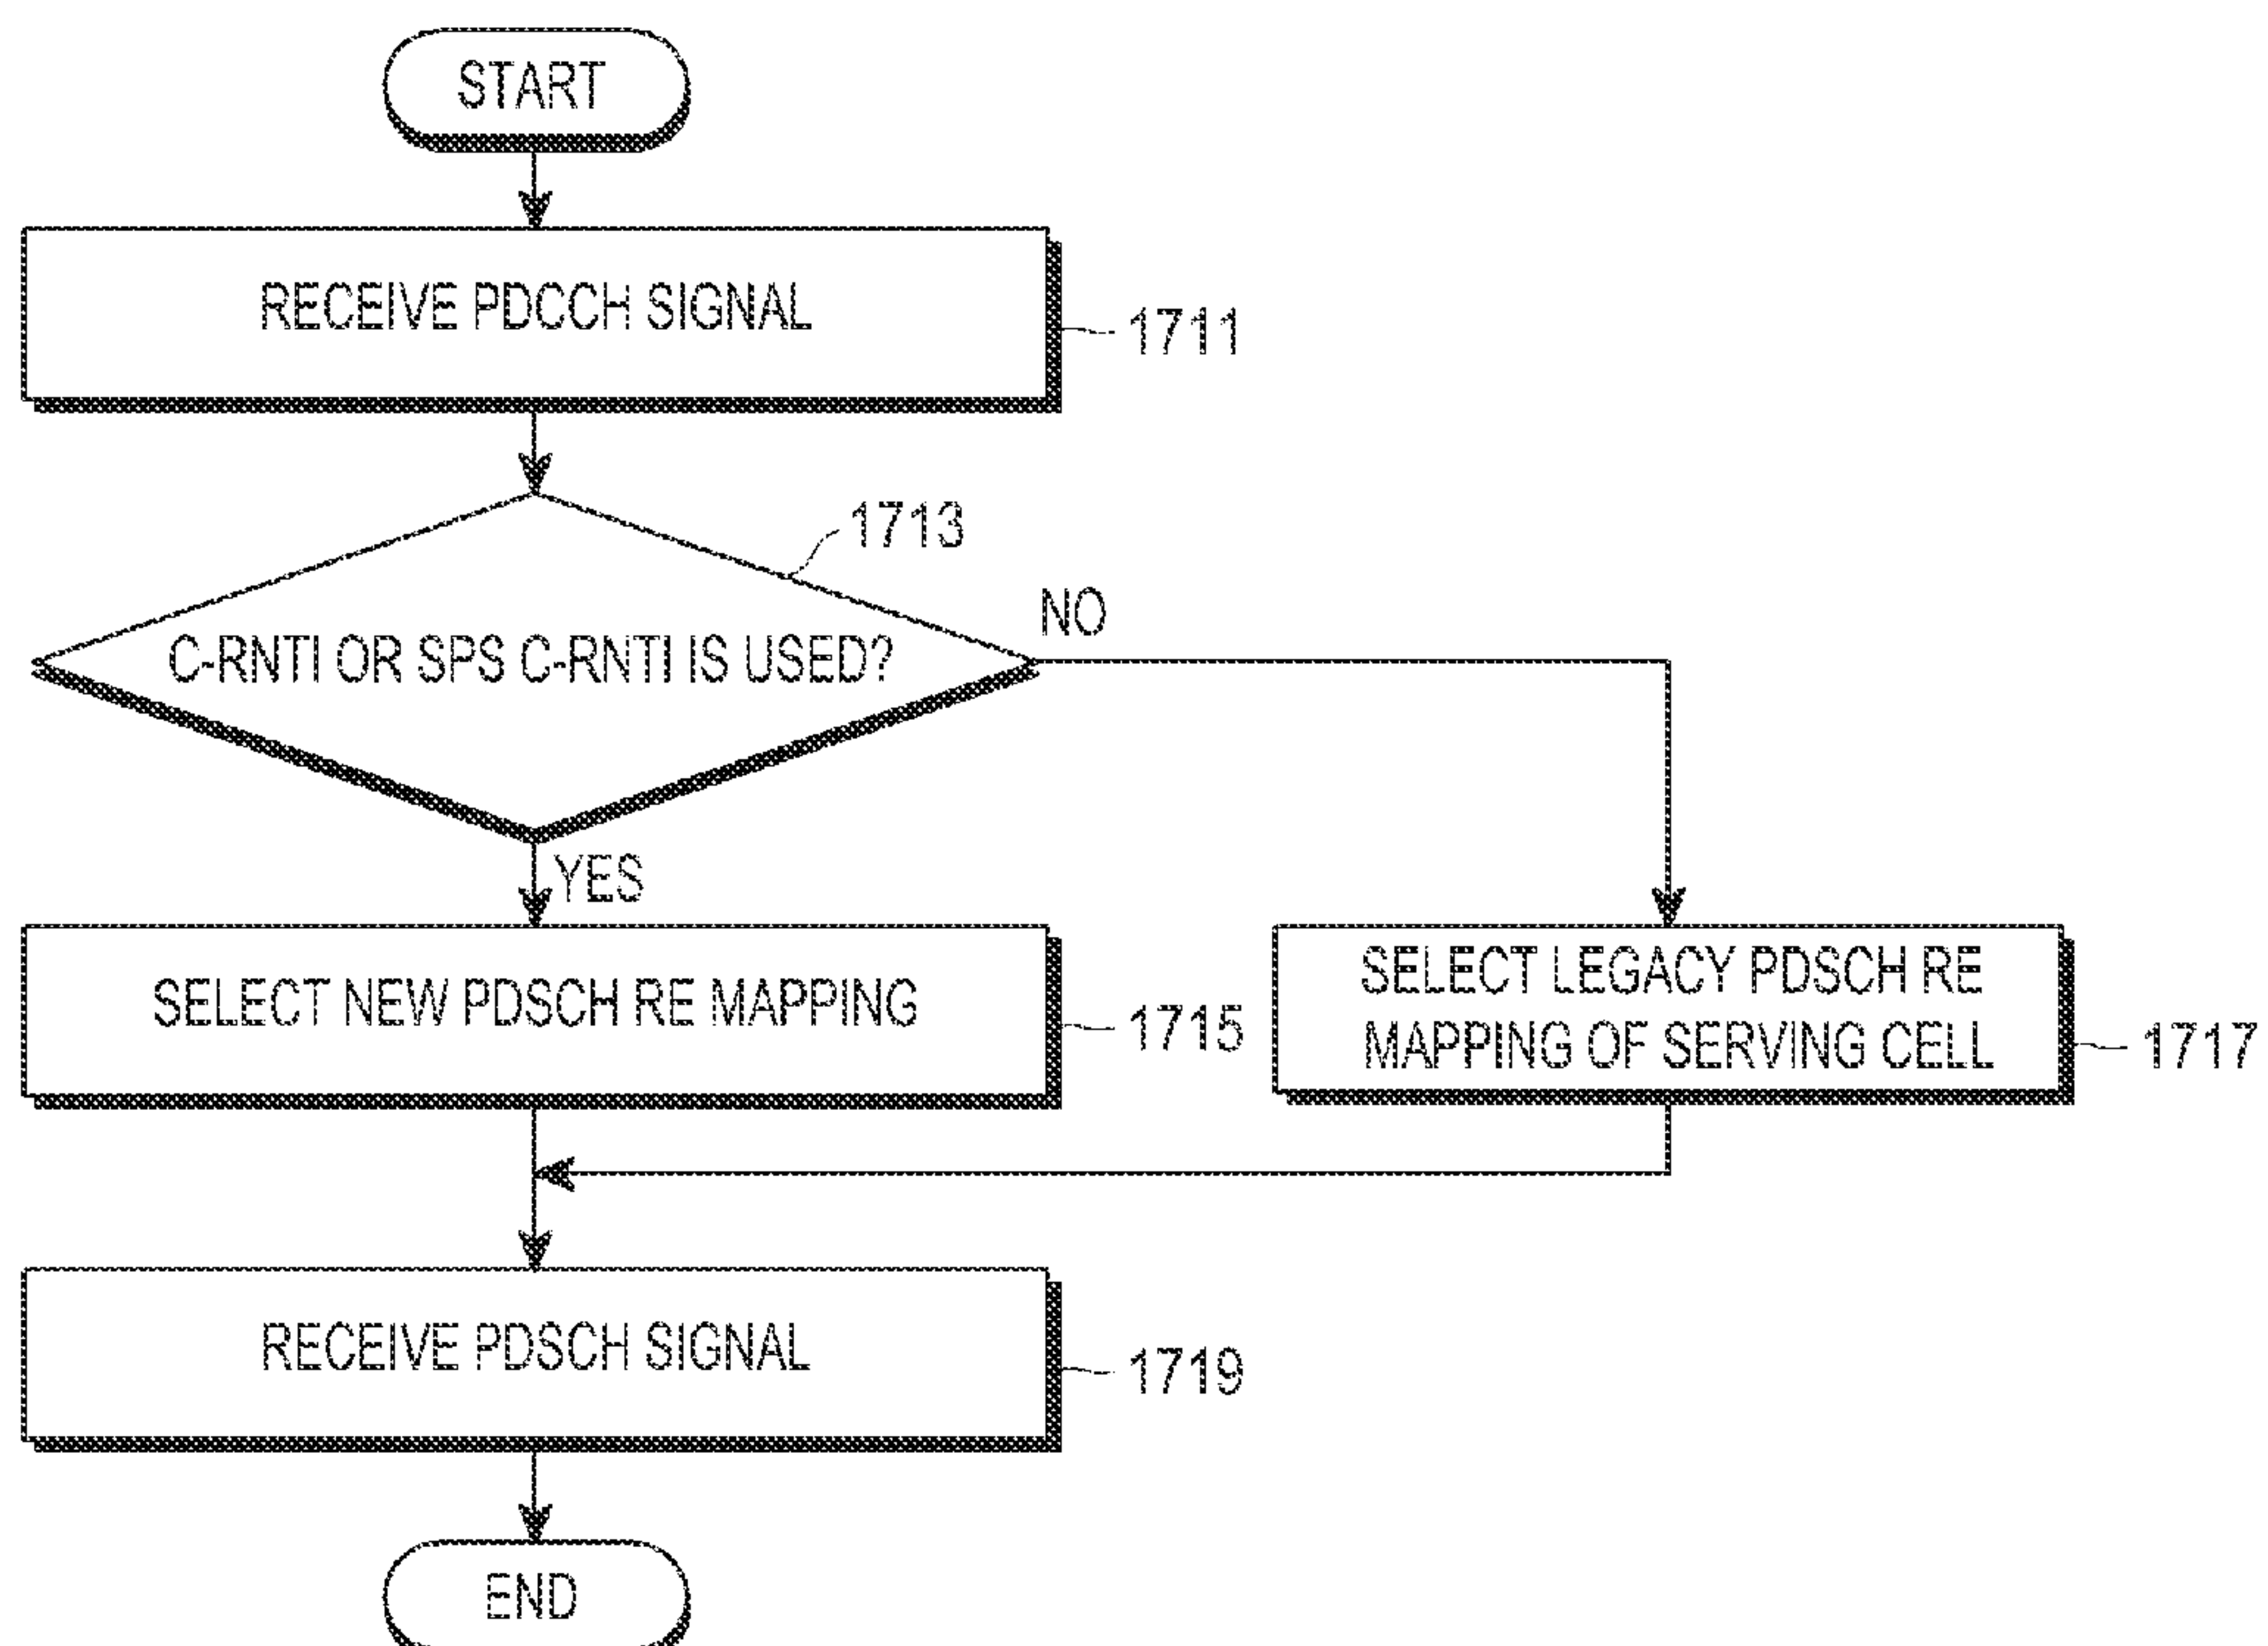 START
RECEIVE PDCCH SIGNAL
1711
1713
C-RNTI OR SPS C-RNTI IS USED?
NO
YES
SELECT NEW PDSCH RE MAPPING
1715
SELECT LEGACY PDSCH RE
MAPPING OF SERVING CELL
1717
RECEIVE PDSCH SIGNAL
1719
END